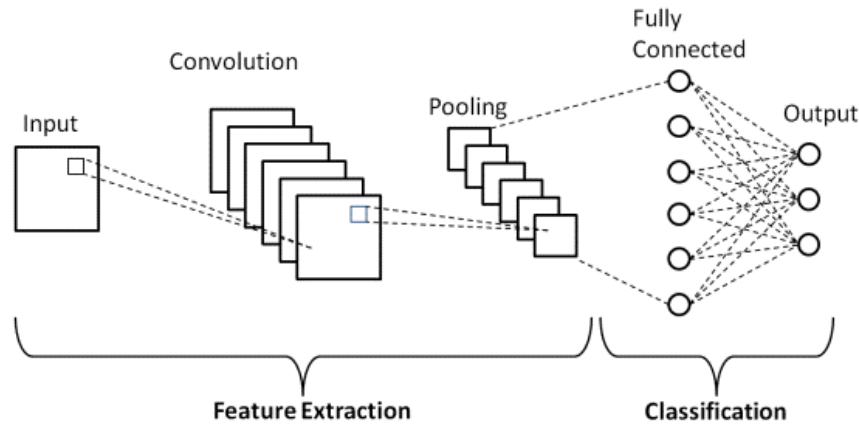 Input
Convolution
Pooling
Fully
Connected
Output
Feature Extraction
Classification